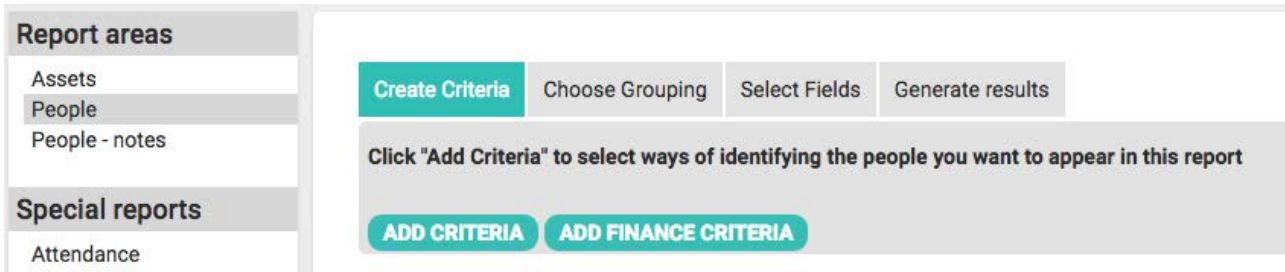 Report areas
Assets
People
People - notes
Special reports
Attendance
Create Criteria Choose Grouping Select Fields Generate results
Click "Add Criteria" to select ways of identifying the people you want to appear in this report
ADD CRITERIA ADD FINANCE CRITERIA